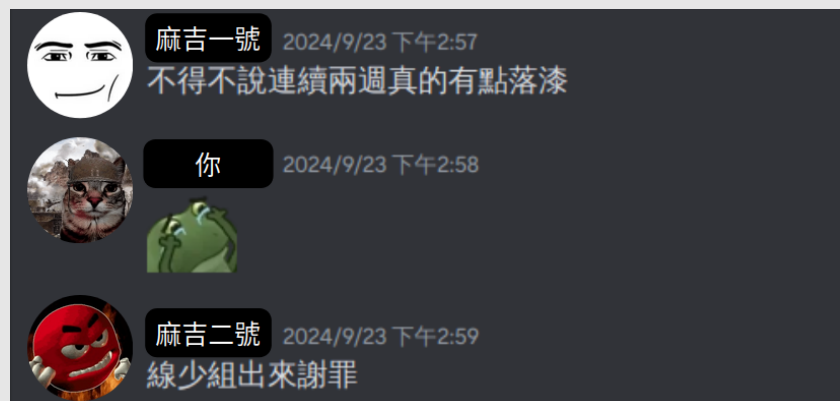 麻吉一號 2024/9/23 下午2:57
不得不說連續兩週真的有點落漆
你 2024/9/23 下午2:58
麻吉二號 2024/9/23 下午2:59
線少組出來謝罪